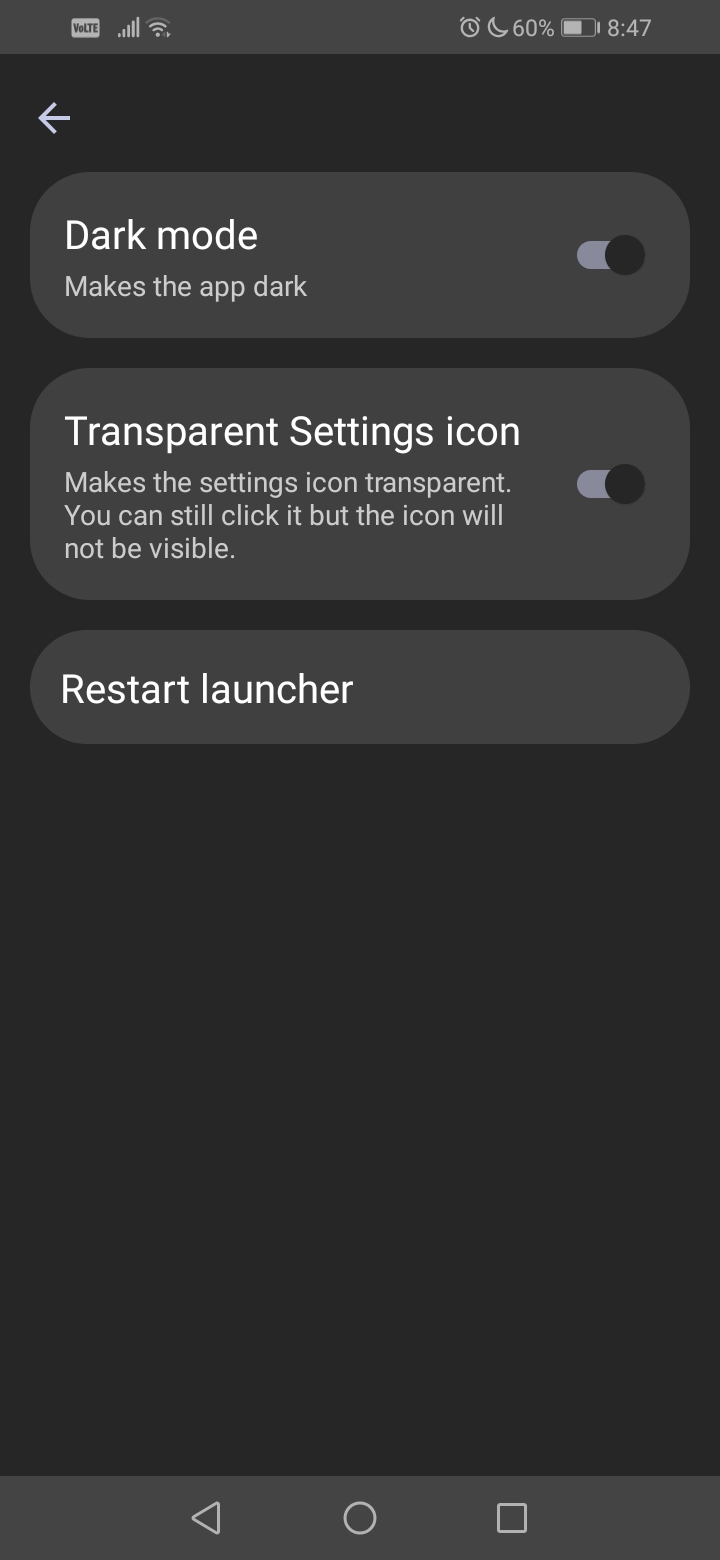 VoLTE 60% 8:47
Dark mode
Makes the app dark
Transparent Settings icon
Makes the settings icon transparent.
You can still click it but the icon will
not be visible.
Restart launcher